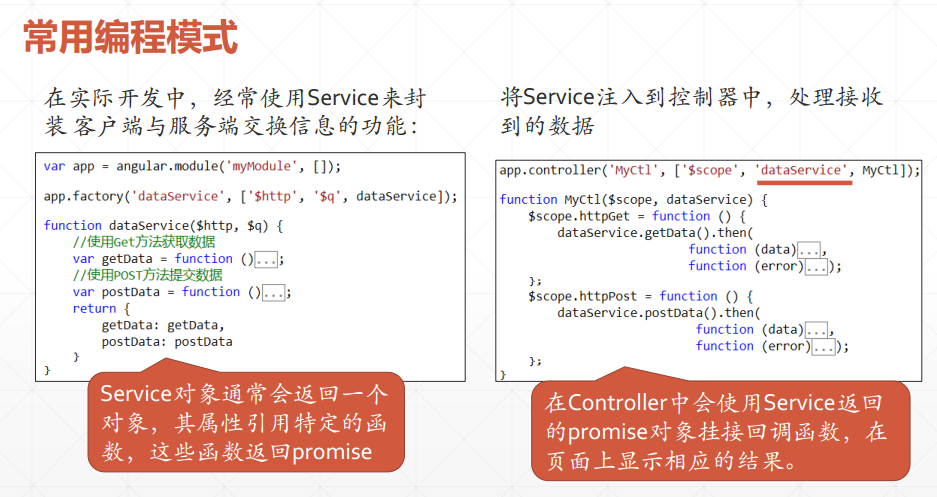 常用编程模式
在实际开发中，经常使用Service来封
装 客户端与服务端交换信息的功能：
var app = angular.module('myModule', []);
app.factory('dataService', ['$http', '$q', dataService]);
function dataService($http, $q) {
//使用Get方法获取数据
var getData = function ()...;
//使用POST方法提交数据
var postData = function ()...;
return {
getData: getData,
postData: postData
}
}
Service对象通常会返回一个
对象，其属性引用特定的函
数，这些函数返回promise
将Service注入到控制器中，处理接收
到的数据
app.controller('MyCtl', ['$scope', 'dataService', MyCtl]);
function MyCtl($scope, dataService) {
$scope.httpGet = function () {
dataService.getData().then(
function (data)...,
function (error)...);
};
$scope.httpPost = function () {
dataService.postData().then(
function (data)...,
function (error)...);
};
}
在Controller中会使用Service返回
的promise对象挂接回调函数，在
页面上显示相应的结果。